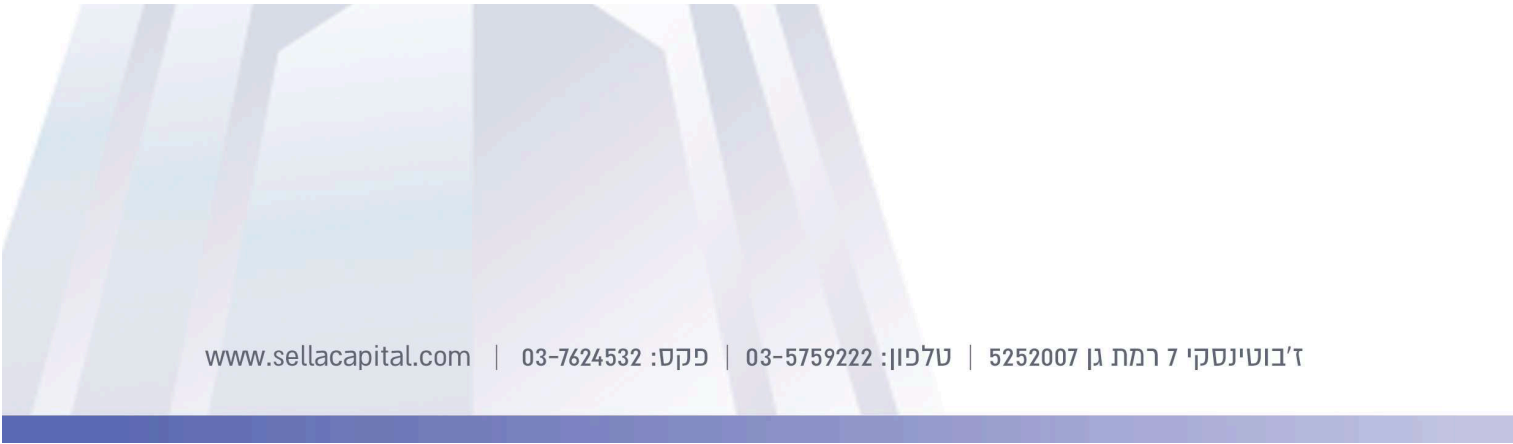 ז'בוטינסקי 7 רמת גן 5252007 | טלפון: 03-5759222 | פקס: 03-7624532 | www.sellacapital.com